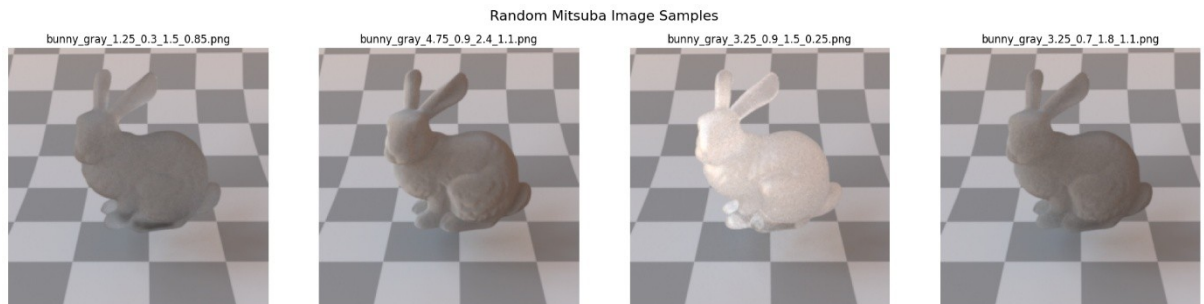 Random Mitsuba Image Samples
bunny_gray_1.25_0.3_1.5_0.85.png
bunny_gray_4.75_0.9_2.4_1.1.png
bunny_gray_3.25_0.9_1.5_0.25.png
bunny_gray_3.25_0.7_1.8_1.1.png